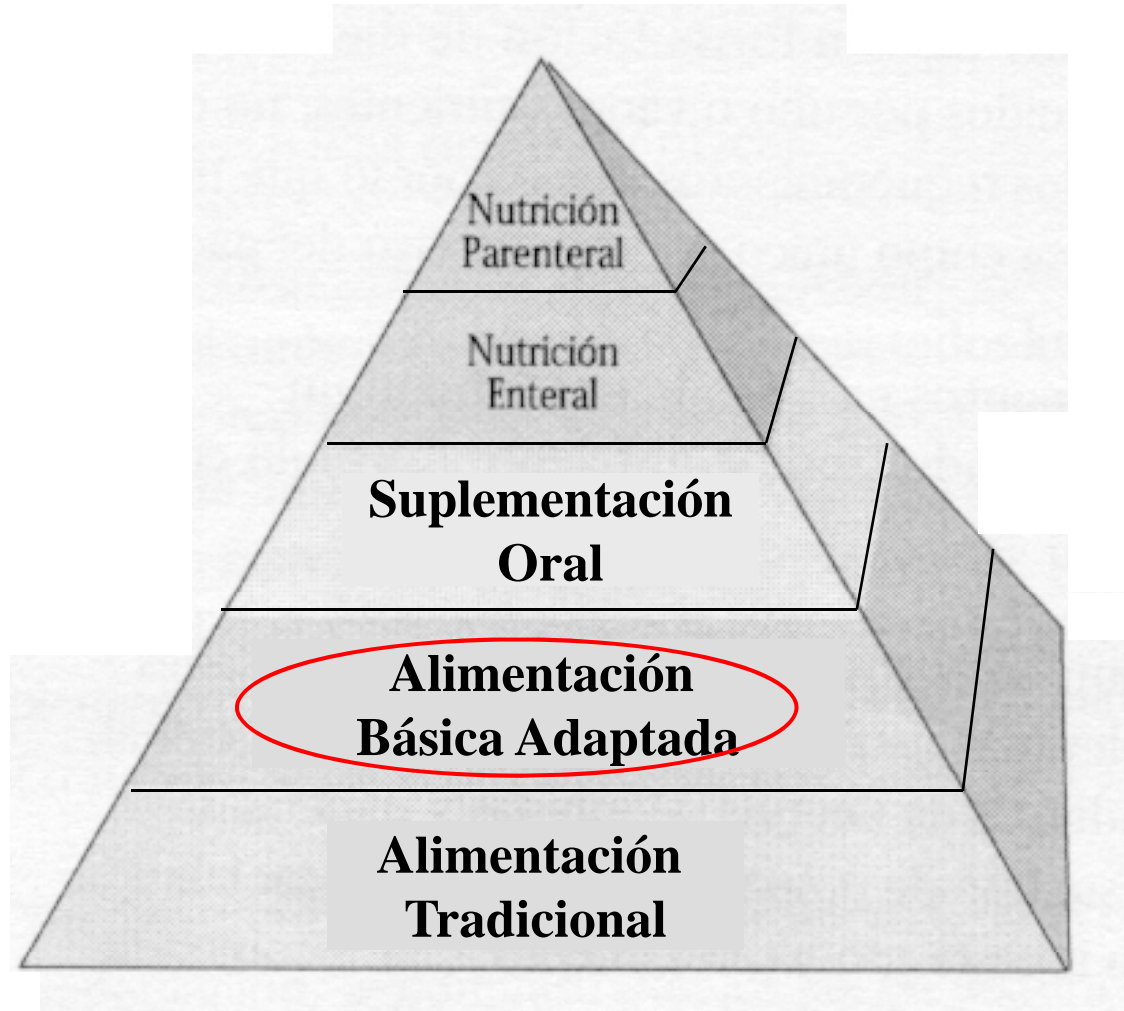 Nutrición
Parenteral
Nutrición
Enteral
Suplementación
Oral
Alimentación
Básica Adaptada
Alimentación
Tradicional